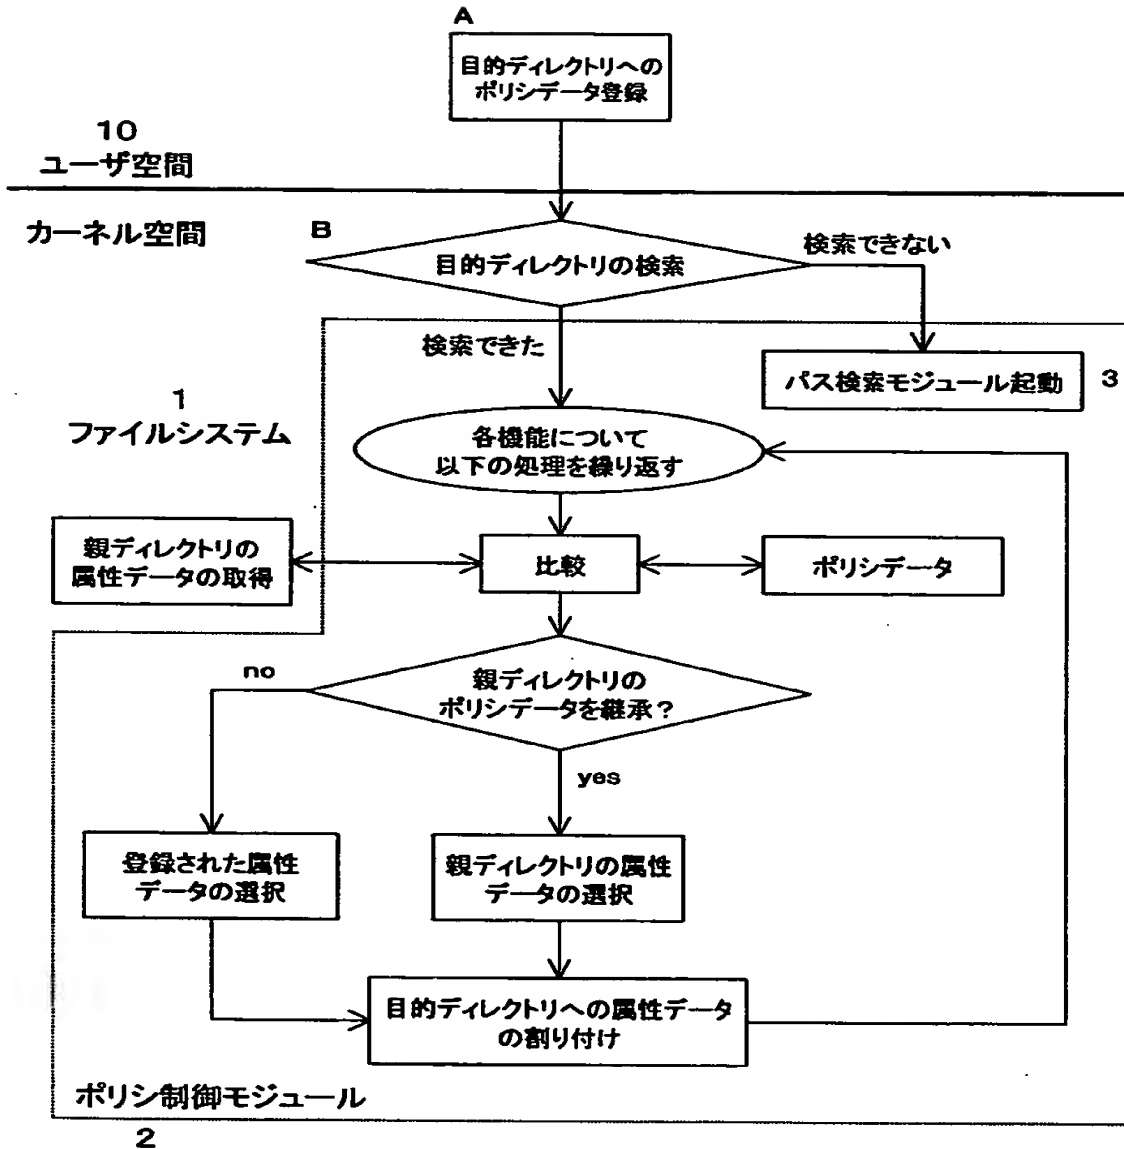 A
目的ディレクトリへの
ポリシデータ登録
10
ユーザ空間
カーネル空間
B
目的ディレクトリの検索
検索できない
検索できた
パス検索モジュール起動
3
1
ファイルシステム
各機能について
以下の処理を繰り返す
親ディレクトリの
属性データの取得
比較
ポリシデータ
no
親ディレクトリの
ポリシデータを継承？
yes
登録された属性
データの選択
親ディレクトリの属性
データの選択
目的ディレクトリへの属性データ
の割り付け
ポリシ制御モジュール
2